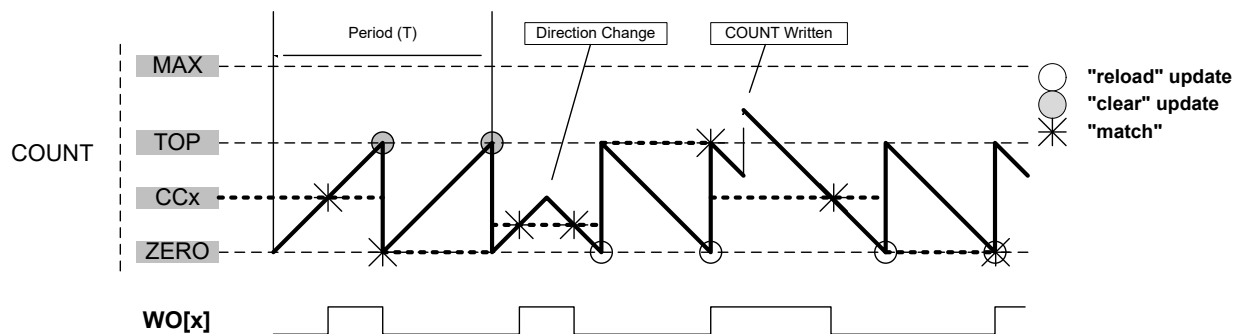 Period (T)
Direction Change
COUNT Written
MAX
"reload" update
"clear" update
TOP
"match"
COUNT
CCx
ZERO
WO[x]